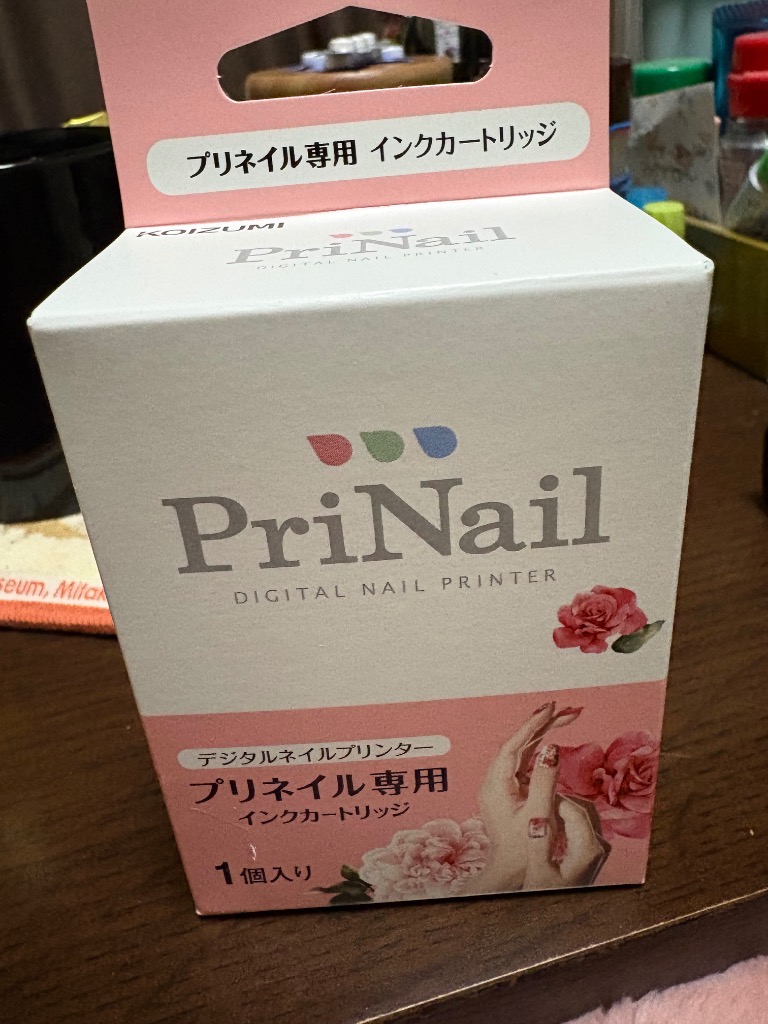 プリネイル専用 インクカートリッジ
KOIZUMI
PriNail
DIGITAL NAIL PRINTER
PriNail
DIGITAL NAIL PRINTER
seum, Mitak
デジタルネイルプリンター
プリネイル専用
インクカートリッジ
1個入り